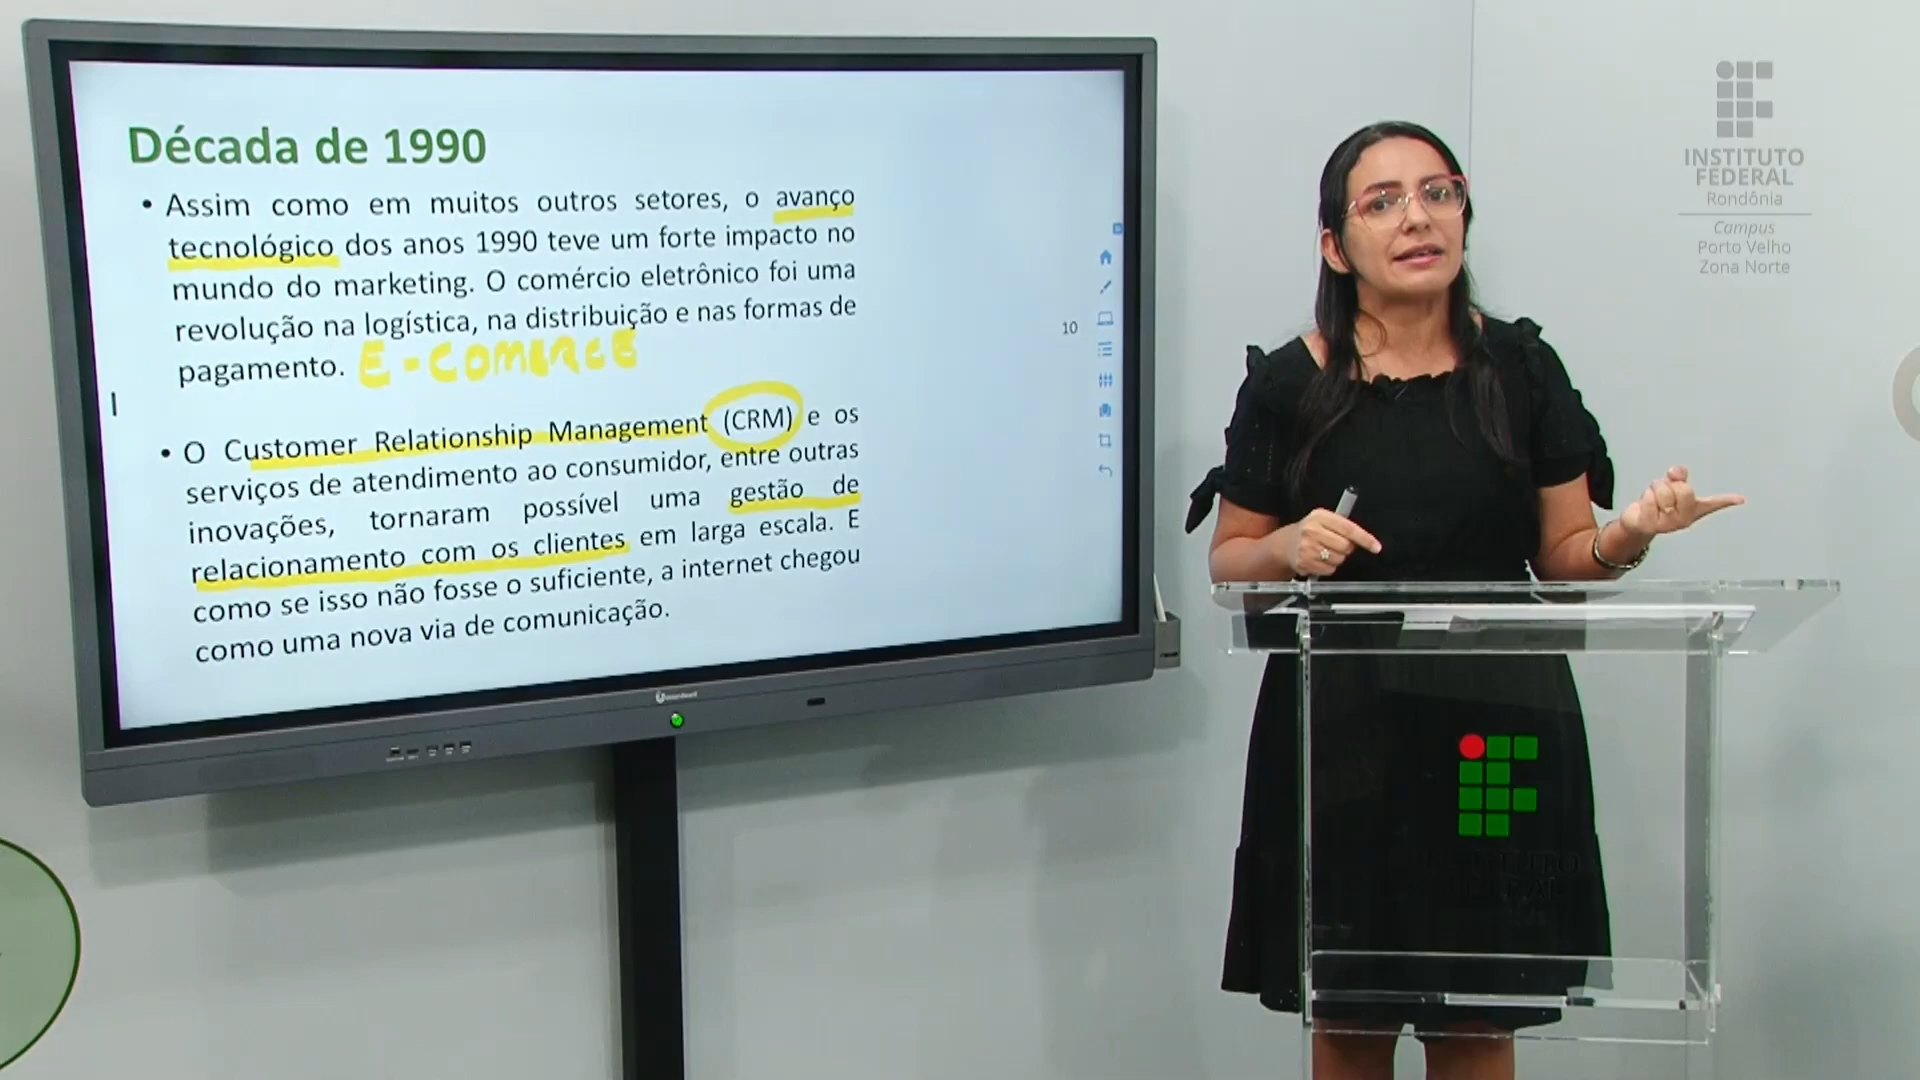 Década de 1990
• Assim como em muitos outros setores, o avanço
tecnológico dos anos 1990 teve um forte impacto no
mundo do marketing. O comércio eletrônico foi uma
revolução na logística, na distribuição e nas formas de
pagamento. E-COMERCE
• O Customer Relationship Management (CRM) e os
serviços de atendimento ao consumidor, entre outras
inovações, tornaram possível uma gestão de
relacionamento com os clientes em larga escala. E
como se isso não fosse o suficiente, a internet chegou
como uma nova via de comunicação.
10
INSTITUTO
FEDERAL
Rondônia
Campus
Porto Velho
Zona Norte